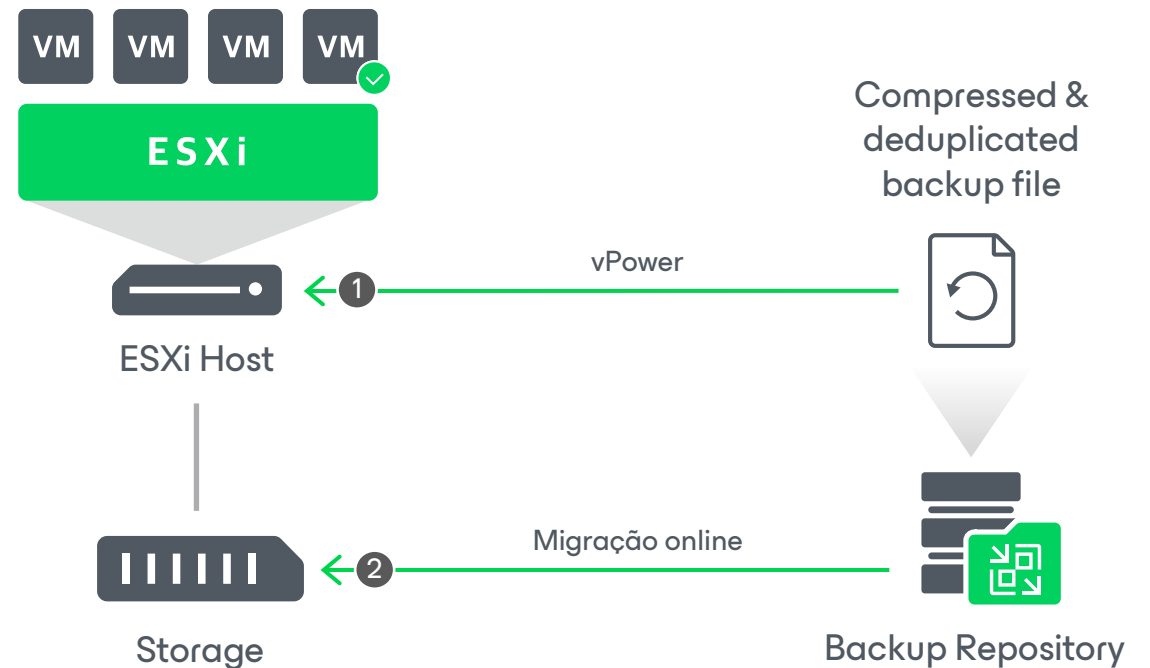 VM VM VM VM
ESXi
Compressed &
deduplicated
backup file
vPower
1
ESXi Host
Migração online
2
Storage
Backup Repository